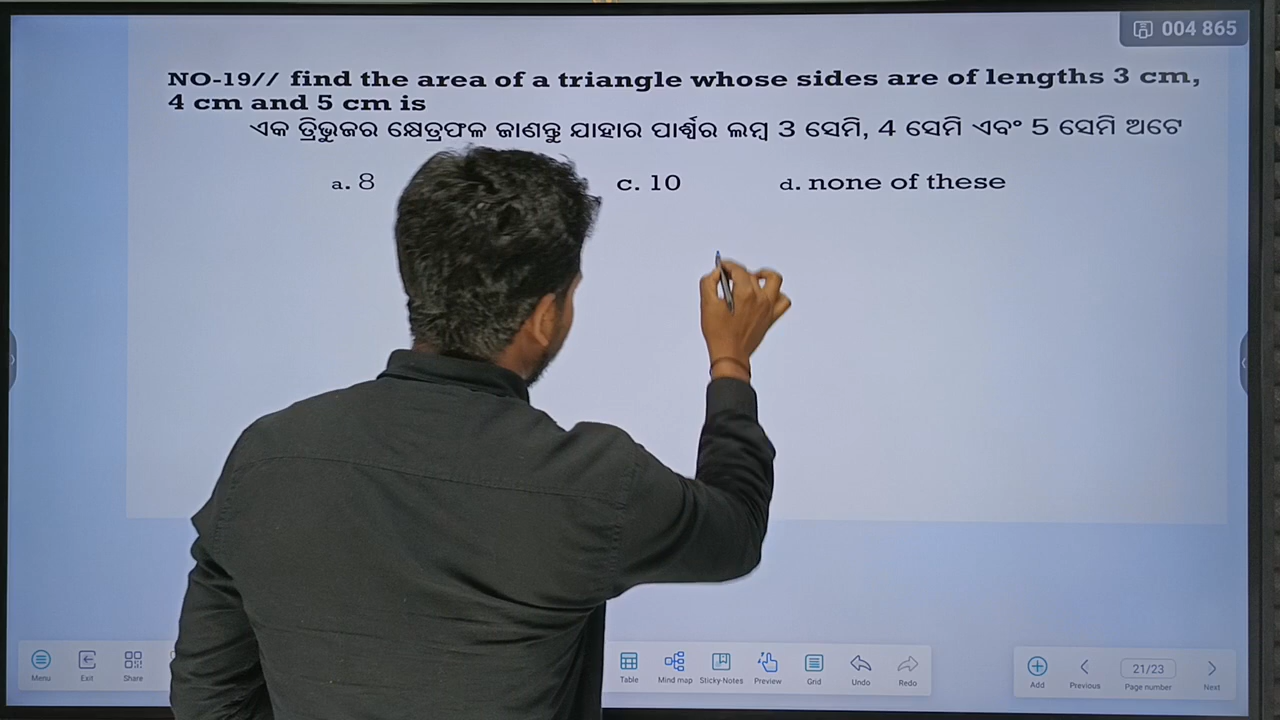 004 865
NO-19// find the area of a triangle whose sides are of lengths 3 cm,
4 cm and 5 cm is
ଏକ ତ୍ରିଭୁଜର କ୍ଷେତ୍ରଫଳ ଜାଣନ୍ତୁ ଯାହାର ପାର୍ଶ୍ୱର ଲମ୍ବ 3 ସେମି, 4 ସେମି ଏବଂ 5 ସେମି ଅଟେ
a. 8 c. 10 d. none of these
Menu Exit Share Table Mind map Sticky-Notes Preview Grid Undo Redo Add Previous 21/23 Page number Next